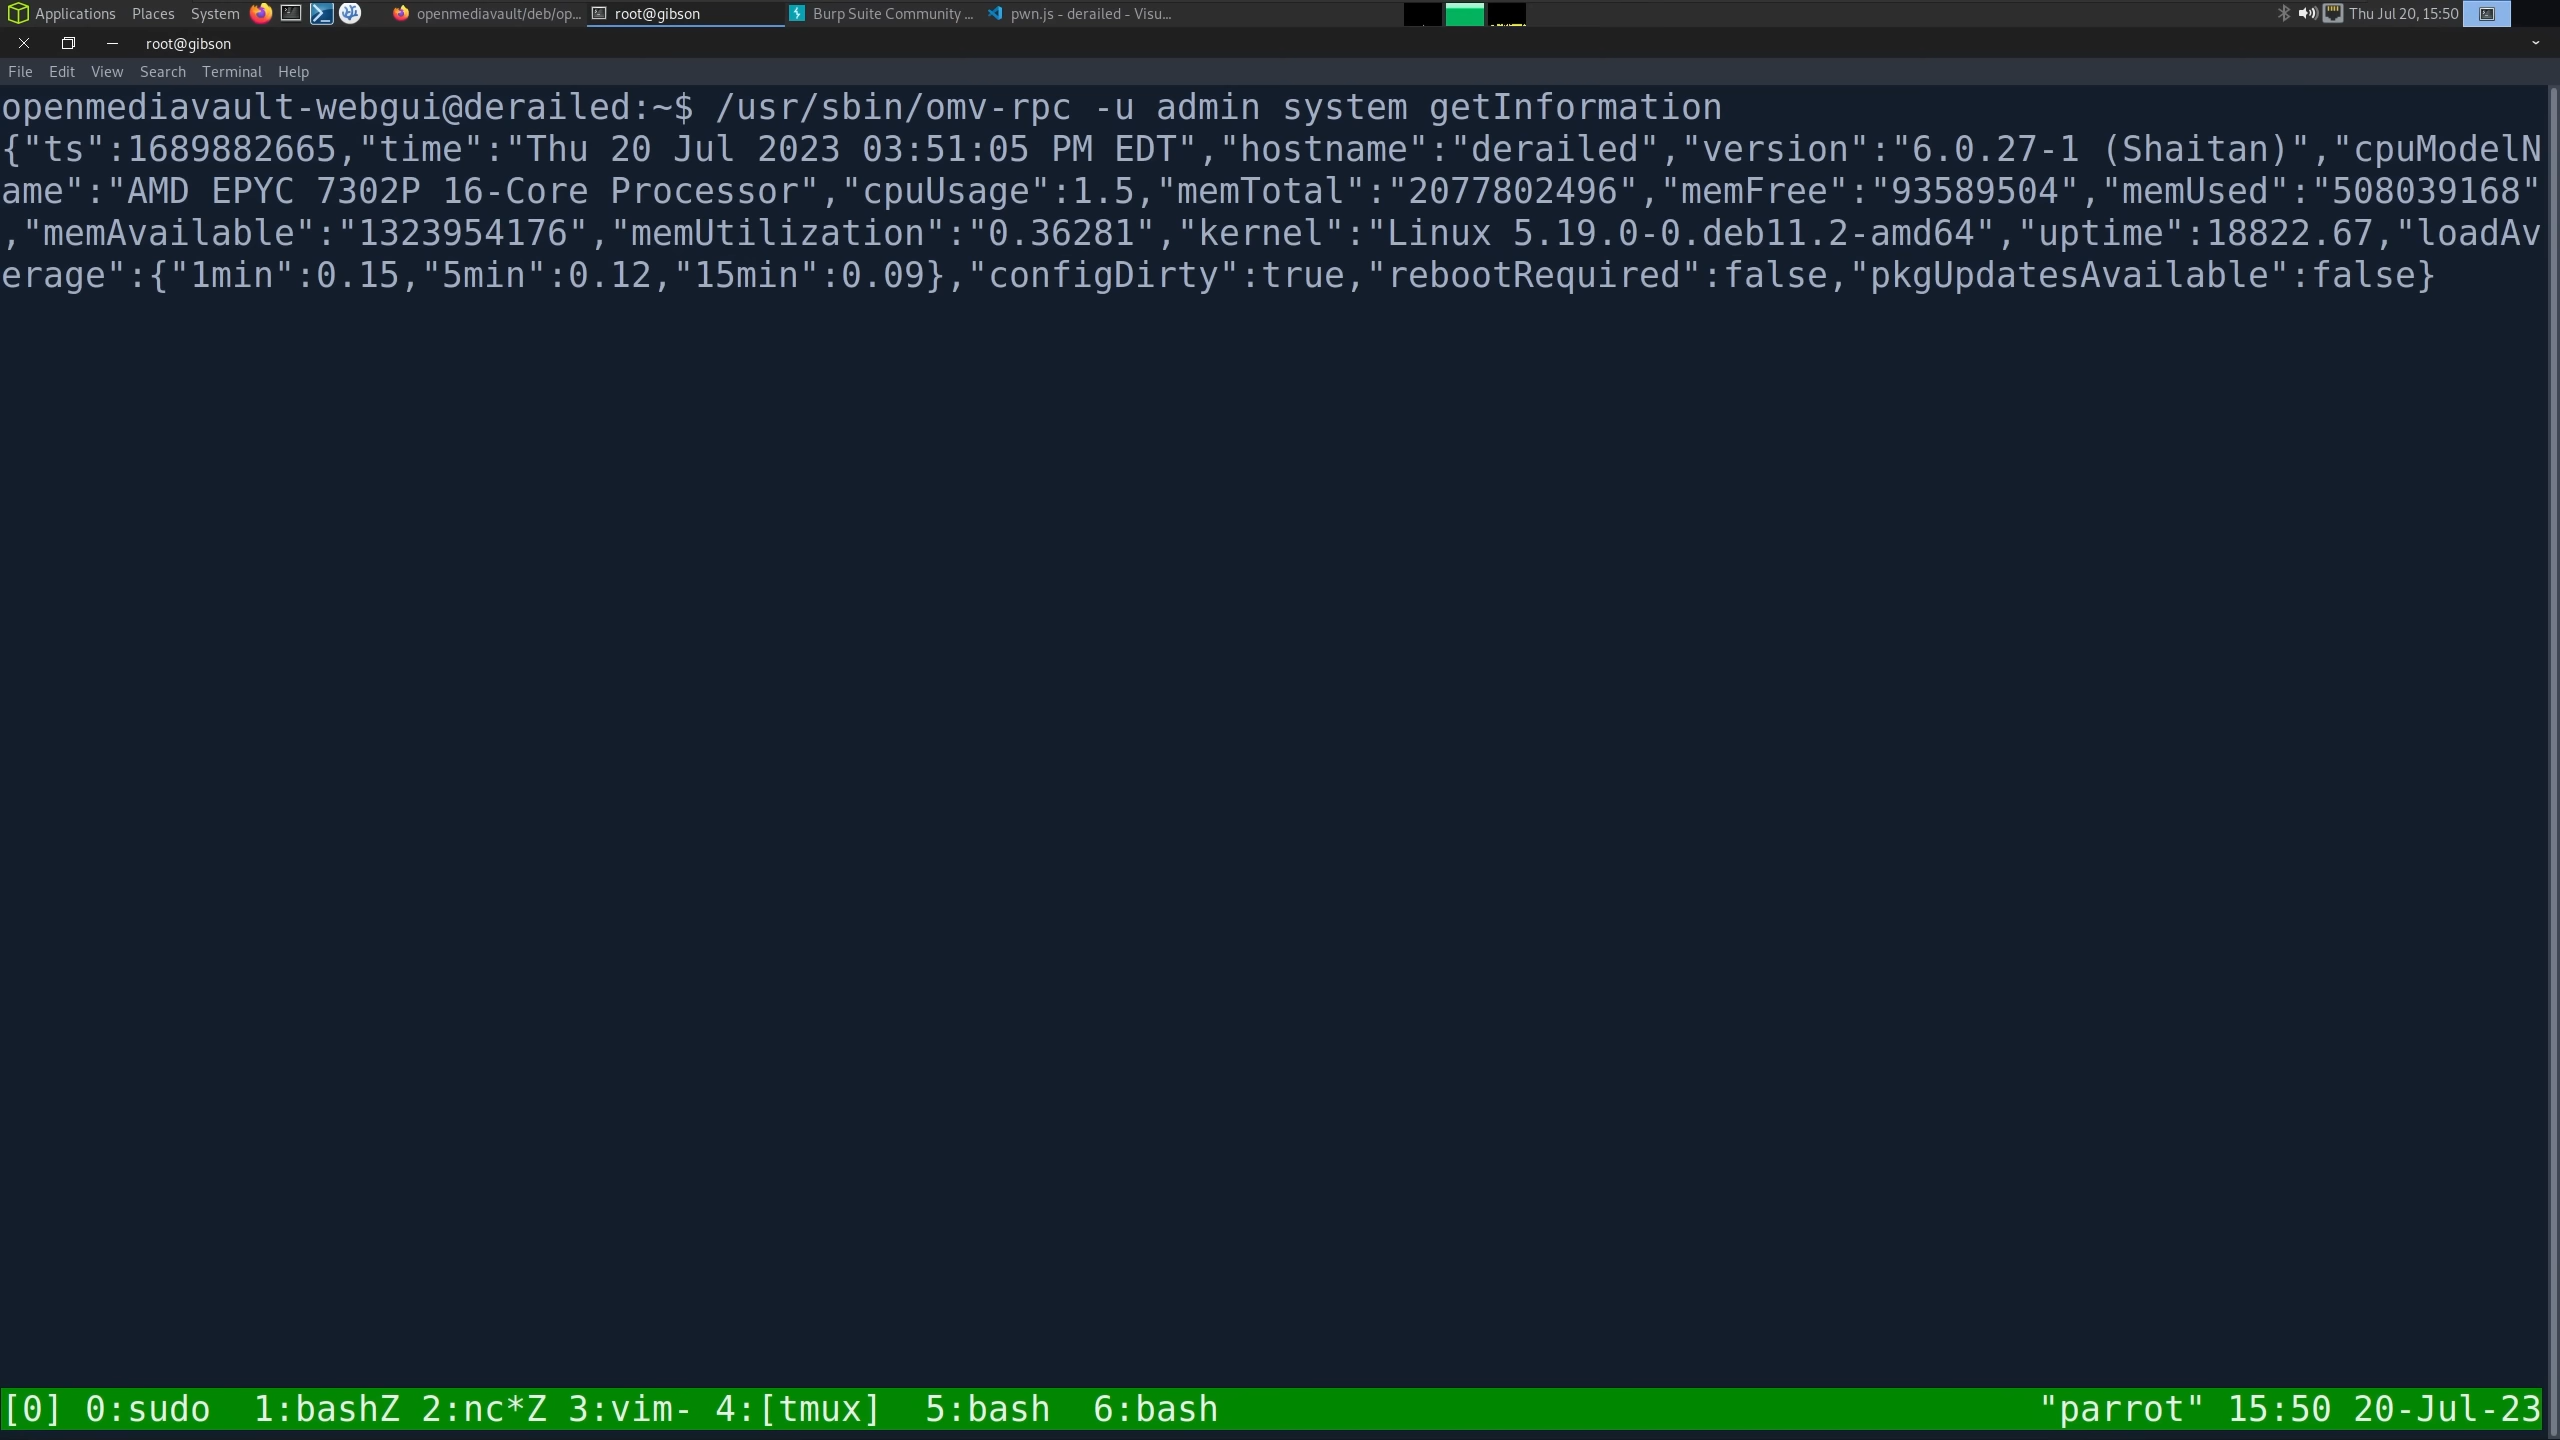 Applications Places System openmediavault/deb/op... root@gibson Burp Suite Community ... pwn.js - derailed - Visu... Thu Jul 20, 15:50
root@gibson
File Edit View Search Terminal Help
openmediavault-webgui@derailed:~$ /usr/sbin/omv-rpc -u admin system getInformation
{"ts":1689882665,"time":"Thu 20 Jul 2023 03:51:05 PM EDT","hostname":"derailed","version":"6.0.27-1 (Shaitan)","cpuModelN
ame":"AMD EPYC 7302P 16-Core Processor","cpuUsage":1.5,"memTotal":"2077802496","memFree":"93589504","memUsed":"508039168"
,"memAvailable":"1323954176","memUtilization":"0.36281","kernel":"Linux 5.19.0-0.deb11.2-amd64","uptime":18822.67,"loadAv
erage":{"1min":0.15,"5min":0.12,"15min":0.09},"configDirty":true,"rebootRequired":false,"pkgUpdatesAvailable":false}
[0] 0:sudo  1:bashZ 2:nc*Z 3:vim- 4:[tmux]  5:bash  6:bash "parrot" 15:50 20-Jul-23